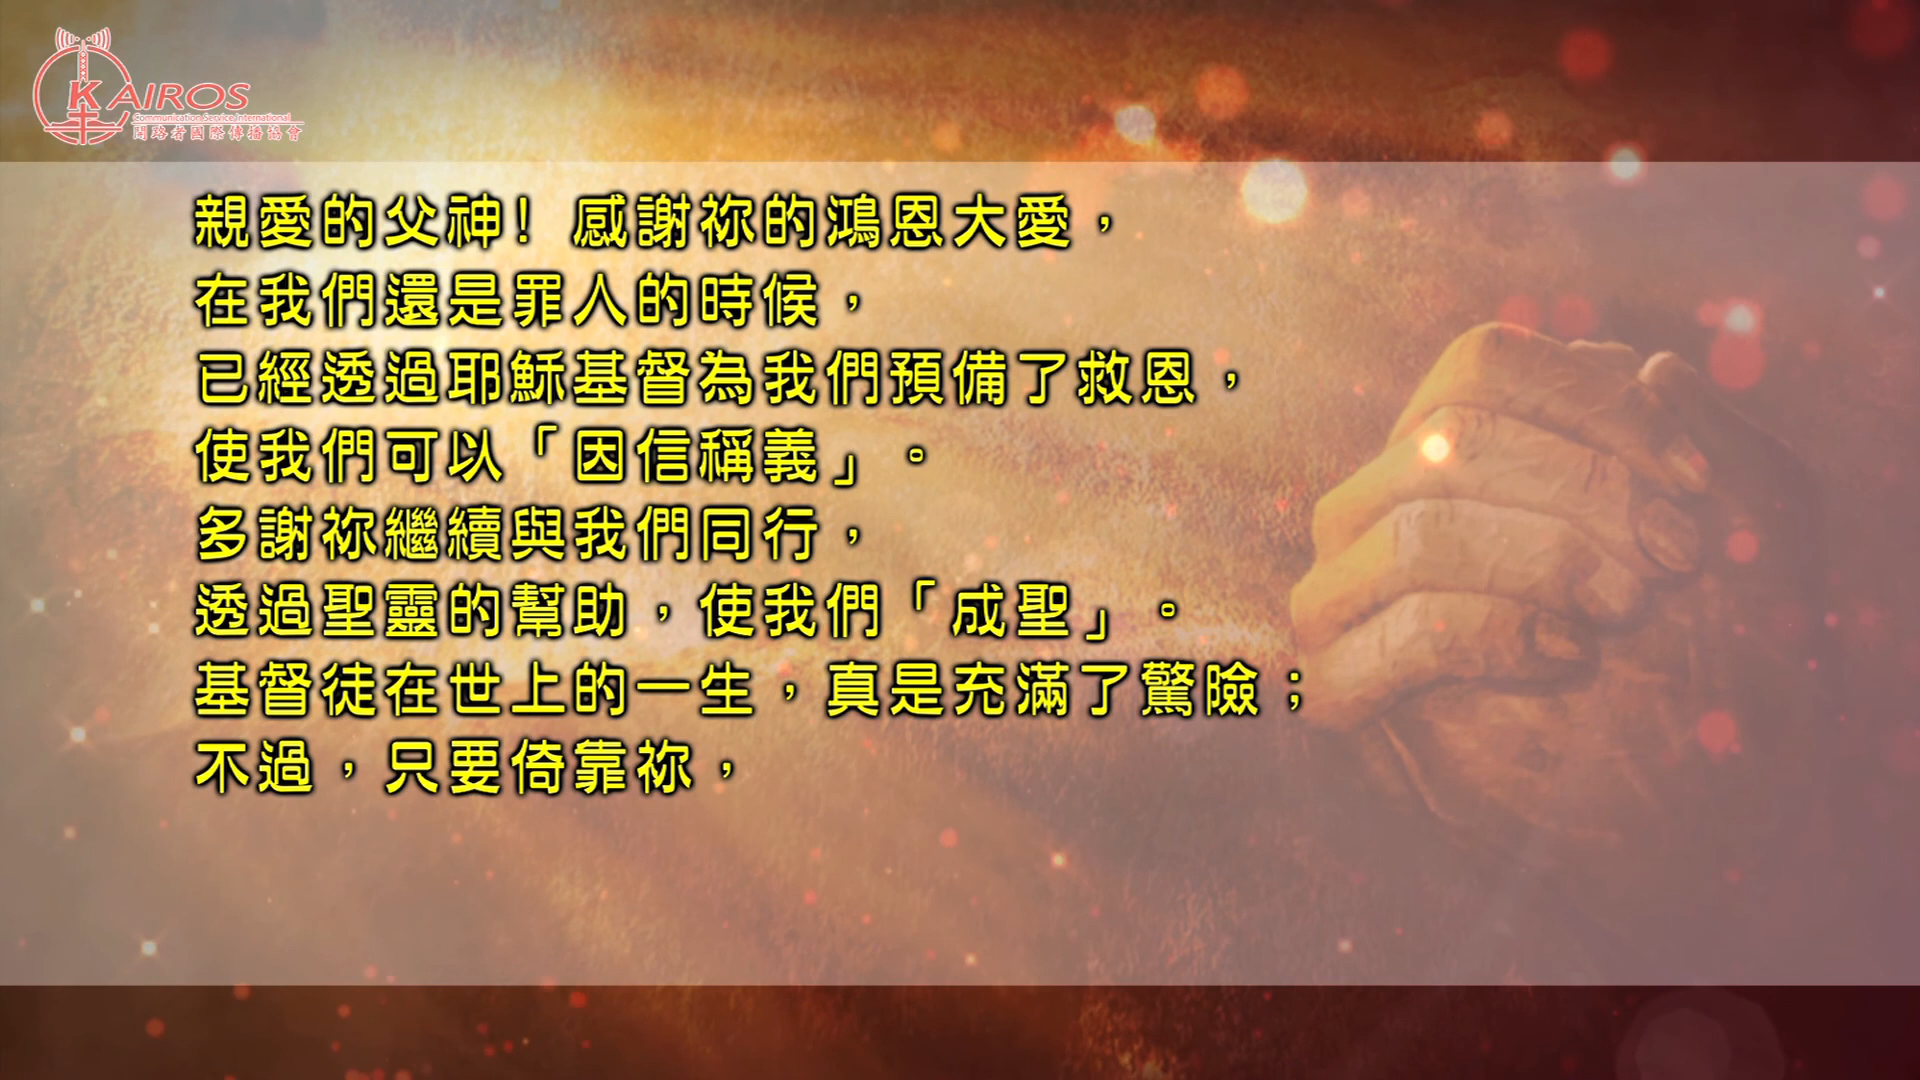 KAIROS
Communication Service International
開路者國際傳播協會
親愛的父神！感謝祢的鴻恩大愛，
在我們還是罪人的時候，
已經透過耶穌基督為我們預備了救恩，
使我們可以「因信稱義」。
多謝祢繼續與我們同行，
透過聖靈的幫助，使我們「成聖」。
基督徒在世上的一生，真是充滿了驚險；
不過，只要倚靠祢，